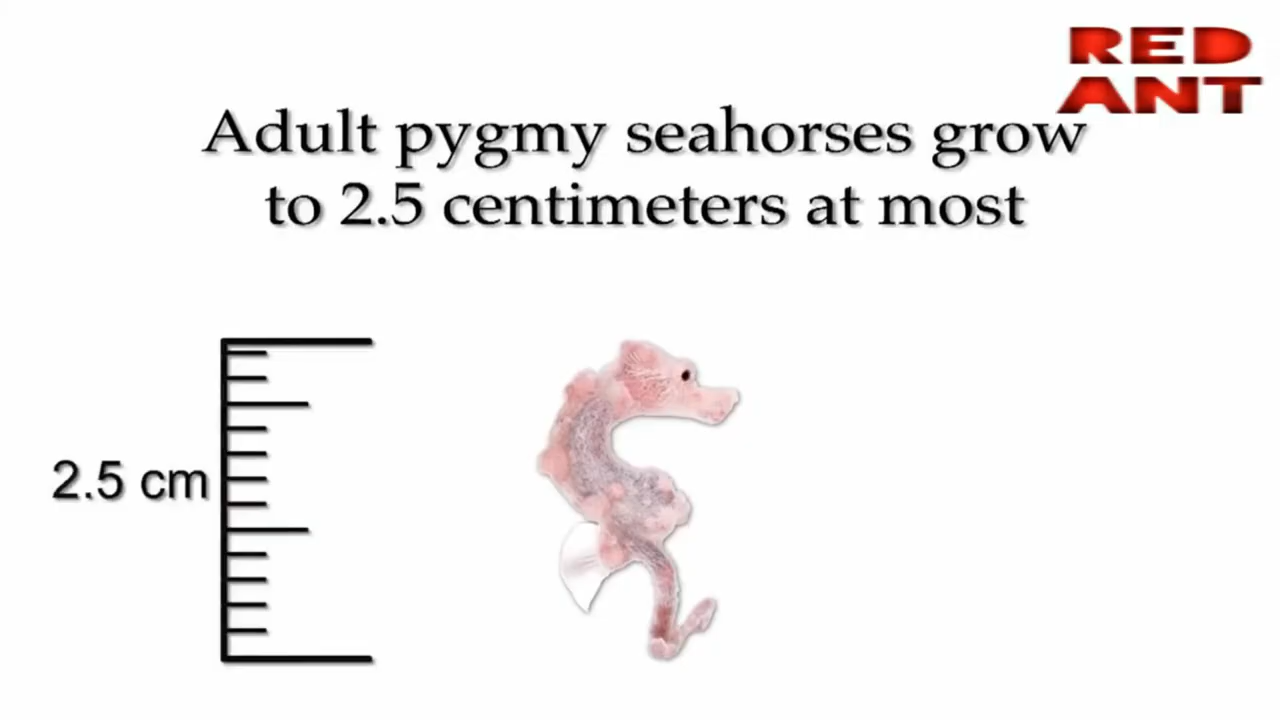 RED
ANT
Adult pygmy seahorses grow
to 2.5 centimeters at most
2.5 cm